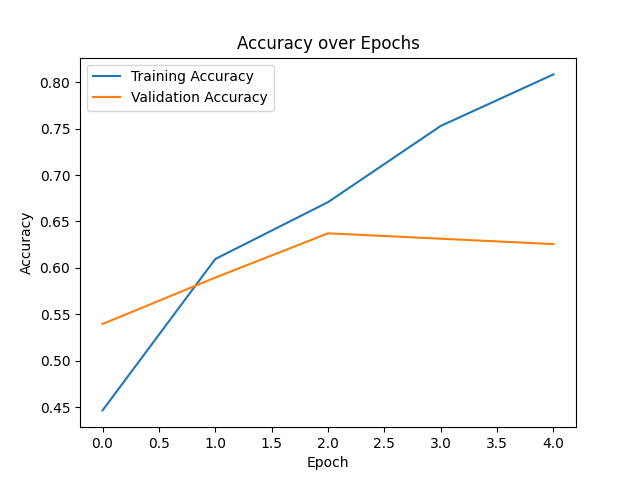 Accuracy over Epochs
Training Accuracy
Validation Accuracy
Accuracy
0.80
0.75
0.70
0.65
0.60
0.55
0.50
0.45
0.0 0.5 1.0 1.5 2.0 2.5 3.0 3.5 4.0
Epoch